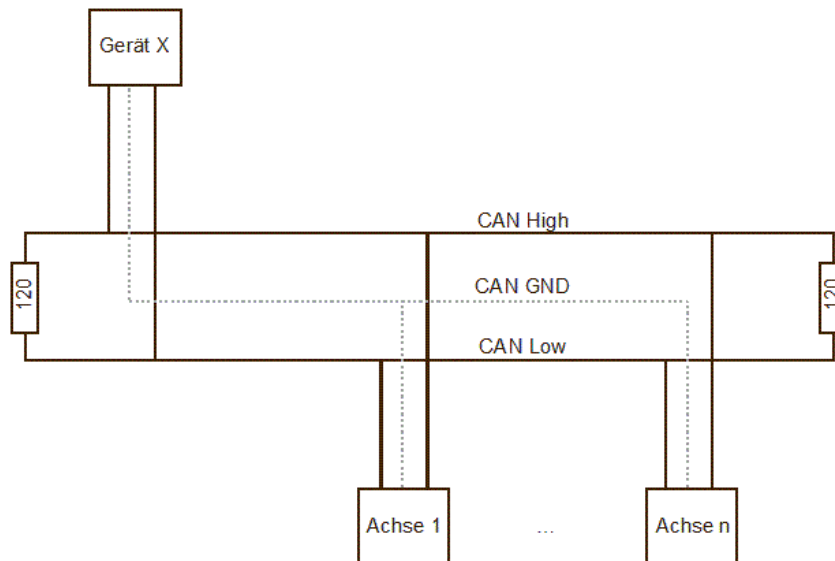 Gerät X
CAN High
120
CAN GND
120
CAN Low
Achse 1
...
Achse n